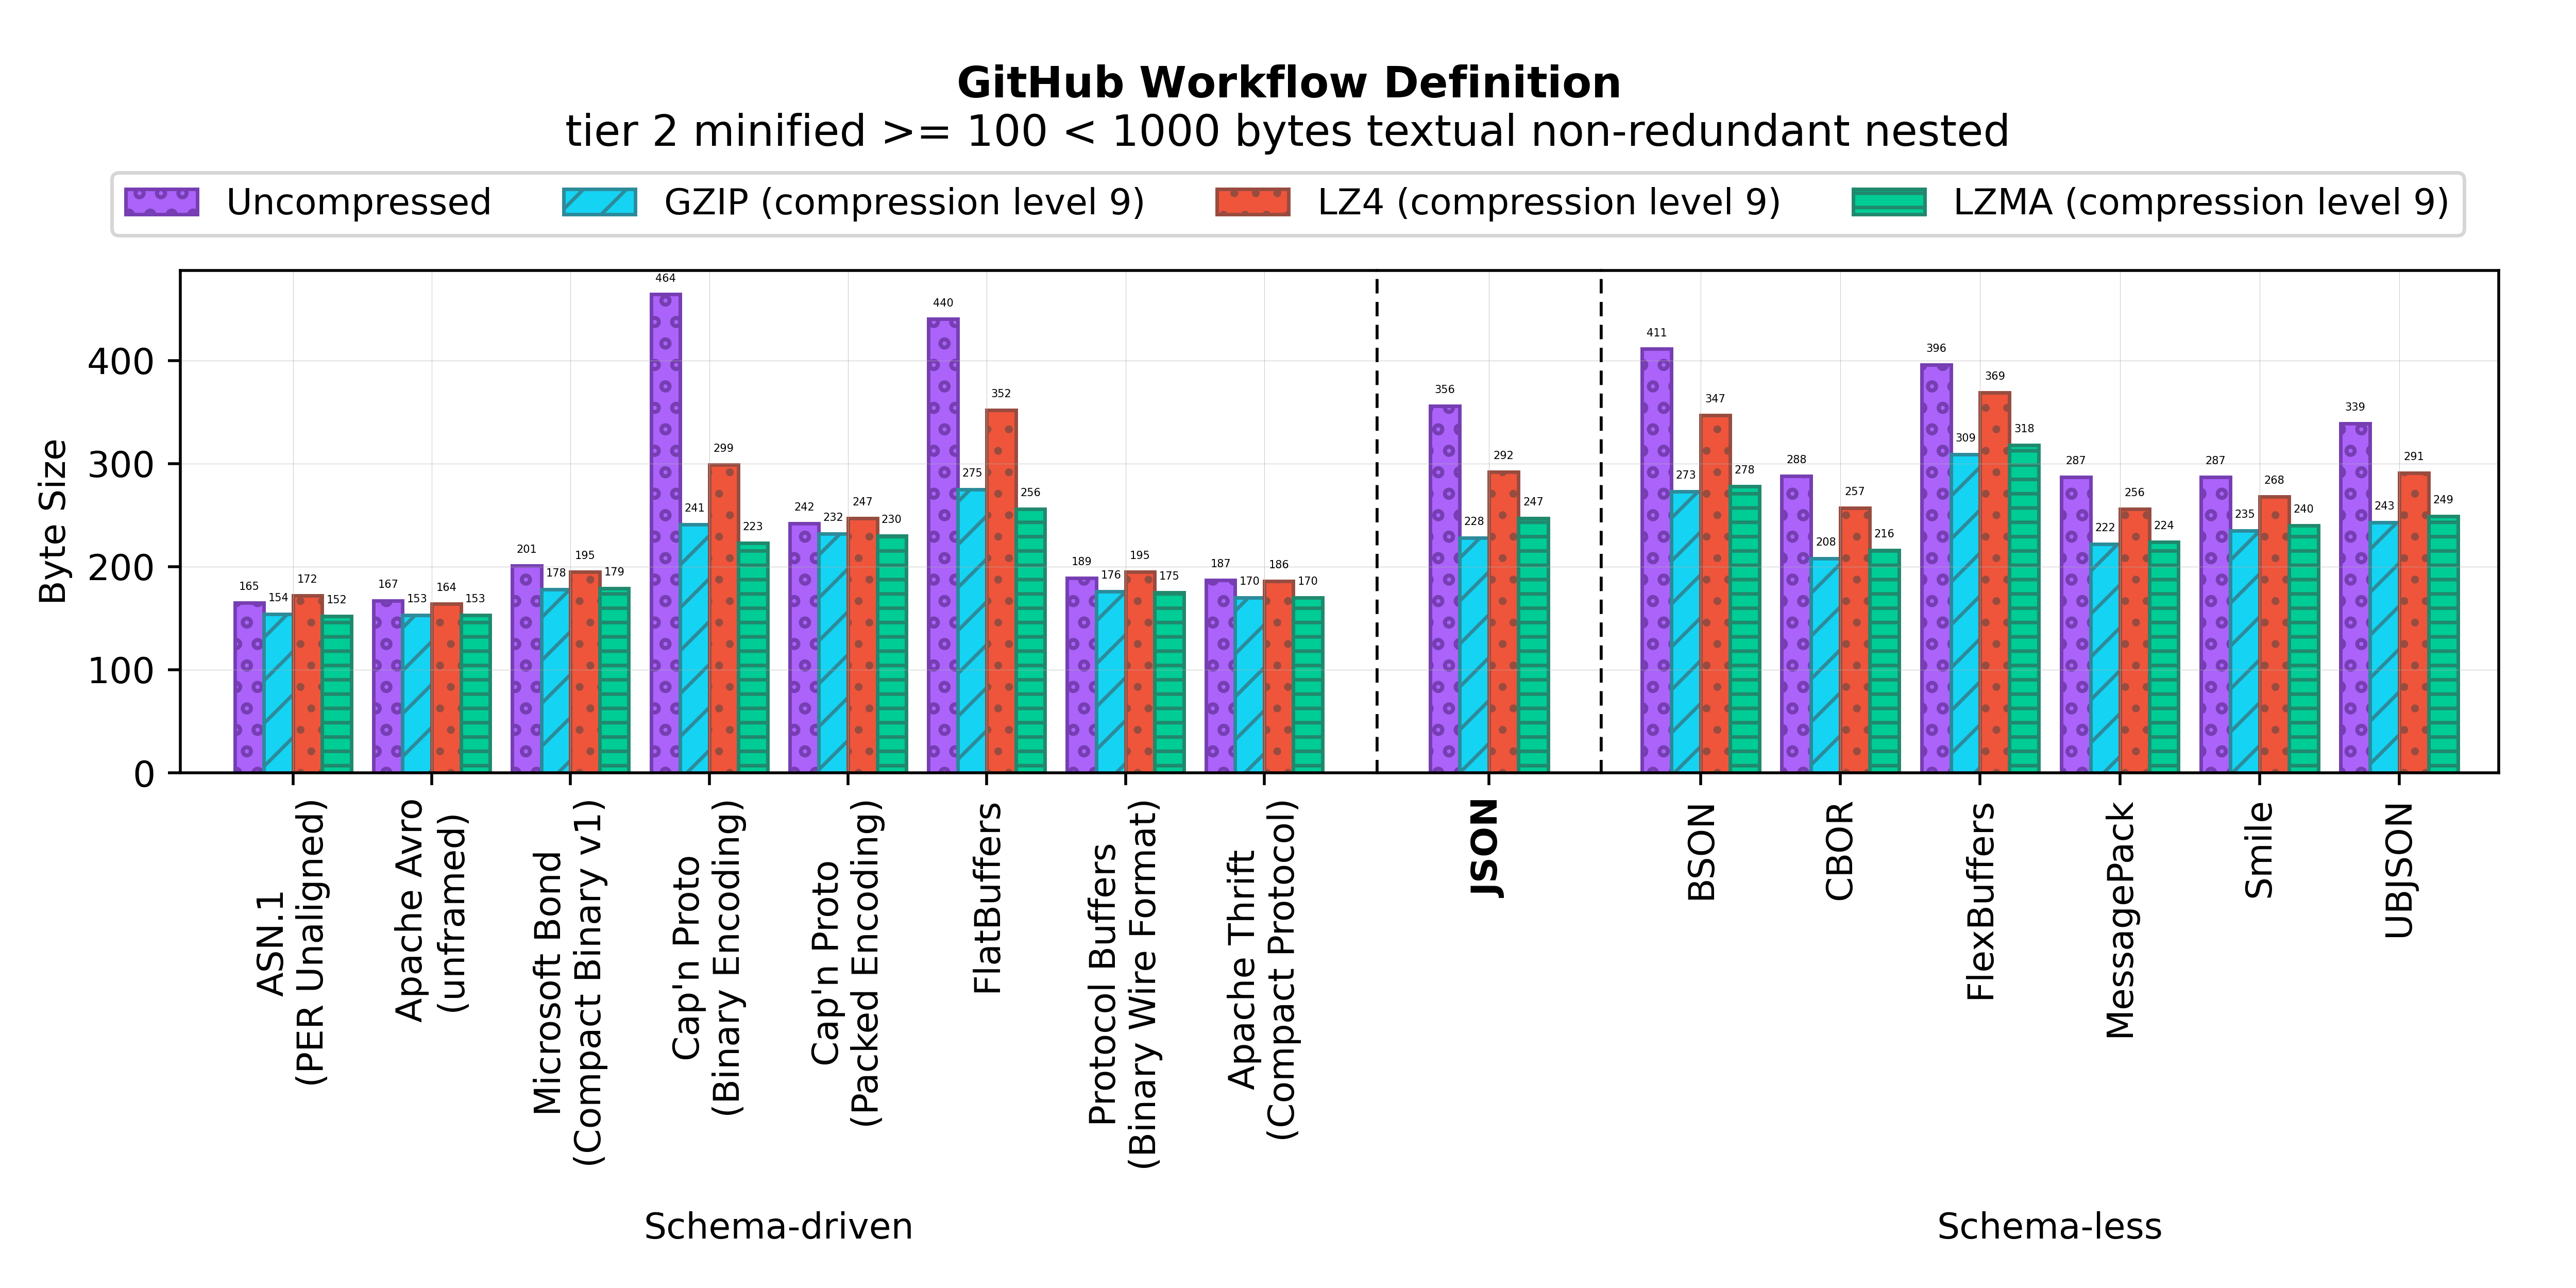 GitHub Workflow Definition
tier 2 minified >= 100 < 1000 bytes textual non-redundant nested
Uncompressed
GZIP (compression level 9)
LZ4 (compression level 9)
LZMA (compression level 9)
Byte Size
400
300
200
100
0
165
154
172
152
167
153
164
153
201
178
195
179
464
241
299
223
242
232
247
230
440
275
352
256
189
176
195
175
187
170
186
170
356
228
292
247
411
273
347
278
288
208
257
216
396
309
369
318
287
222
256
224
287
235
268
240
339
243
291
249
ASN.1
(PER Unaligned)
Apache Avro
(unframed)
Microsoft Bond
(Compact Binary v1)
Cap'n Proto
(Binary Encoding)
Cap'n Proto
(Packed Encoding)
FlatBuffers
Protocol Buffers
(Binary Wire Format)
Apache Thrift
(Compact Protocol)
JSON
BSON
CBOR
FlexBuffers
MessagePack
Smile
UBJSON
Schema-driven
Schema-less